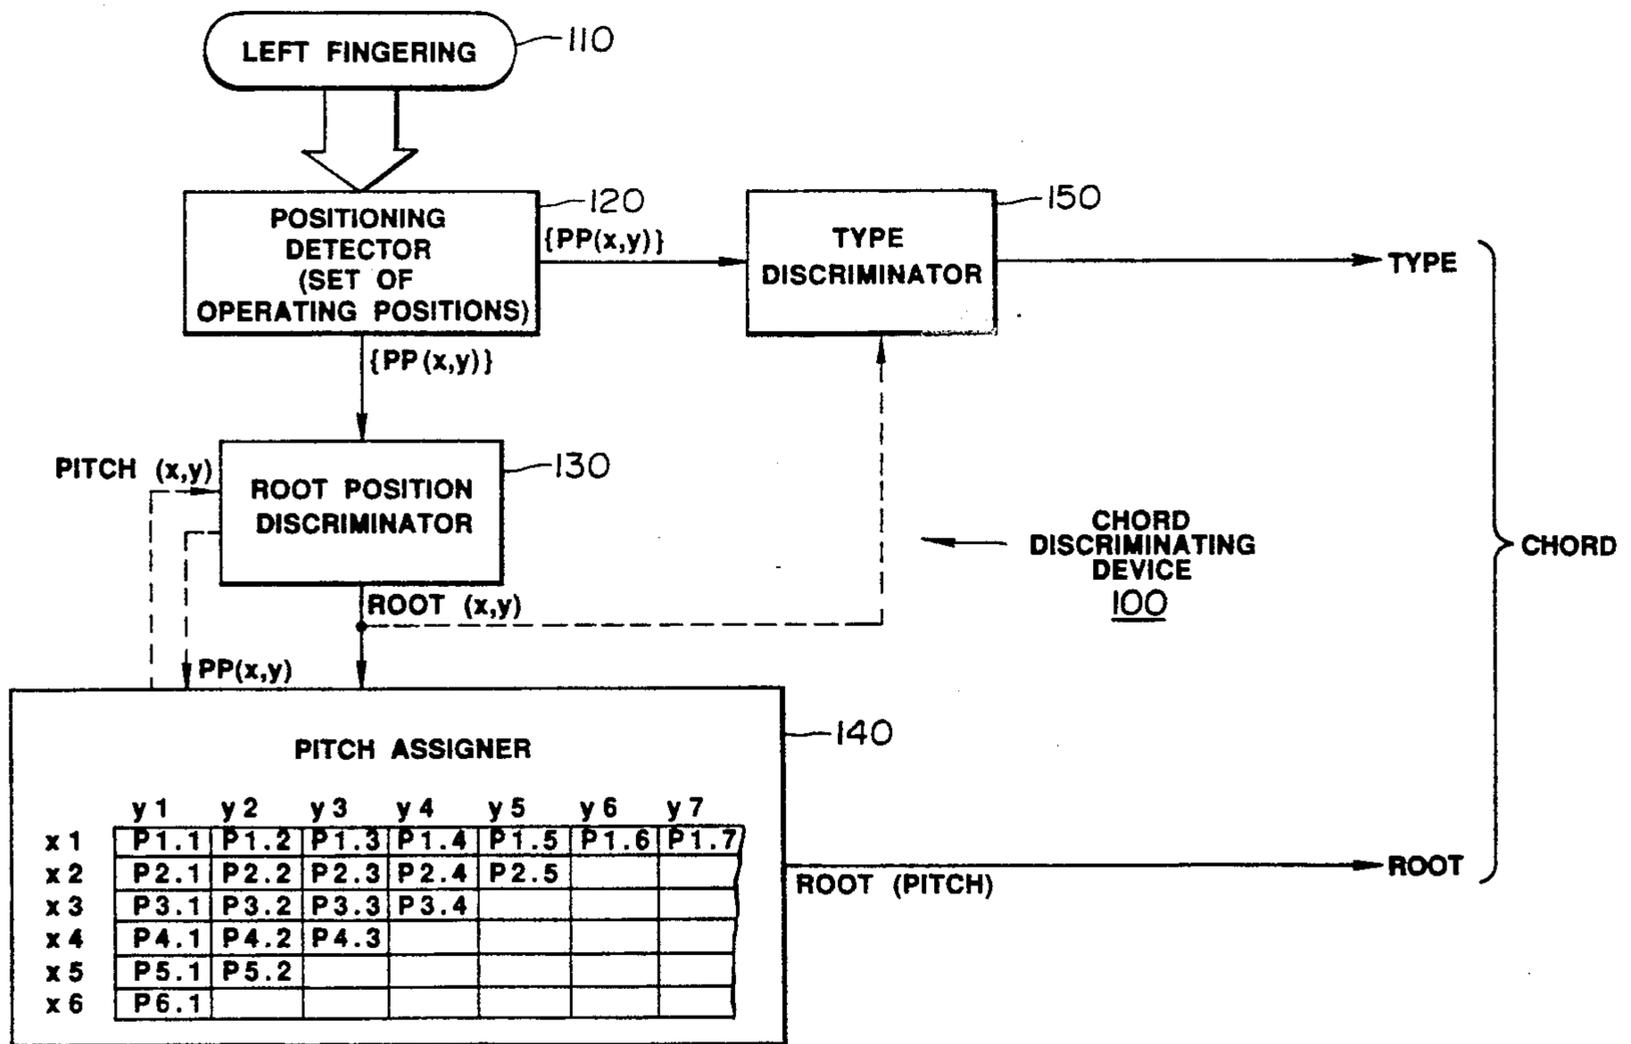 LEFT FINGERING
110
POSITIONING
DETECTOR
(SET OF
OPERATING POSITIONS)
120
{PP(x,y)}
TYPE
DISCRIMINATOR
150
TYPE
{PP(x,y)}
PITCH (x,y)
ROOT POSITION
DISCRIMINATOR
130
CHORD
DISCRIMINATING
DEVICE
100
CHORD
ROOT (x,y)
PP(x,y)
PITCH ASSIGNER
140
y1 y2 y3 y4 y5 y6 y7
x1 P1.1 P1.2 P1.3 P1.4 P1.5 P1.6 P1.7
x2 P2.1 P2.2 P2.3 P2.4 P2.5
x3 P3.1 P3.2 P3.3 P3.4
x4 P4.1 P4.2 P4.3
x5 P5.1 P5.2
x6 P6.1
ROOT (PITCH)
ROOT